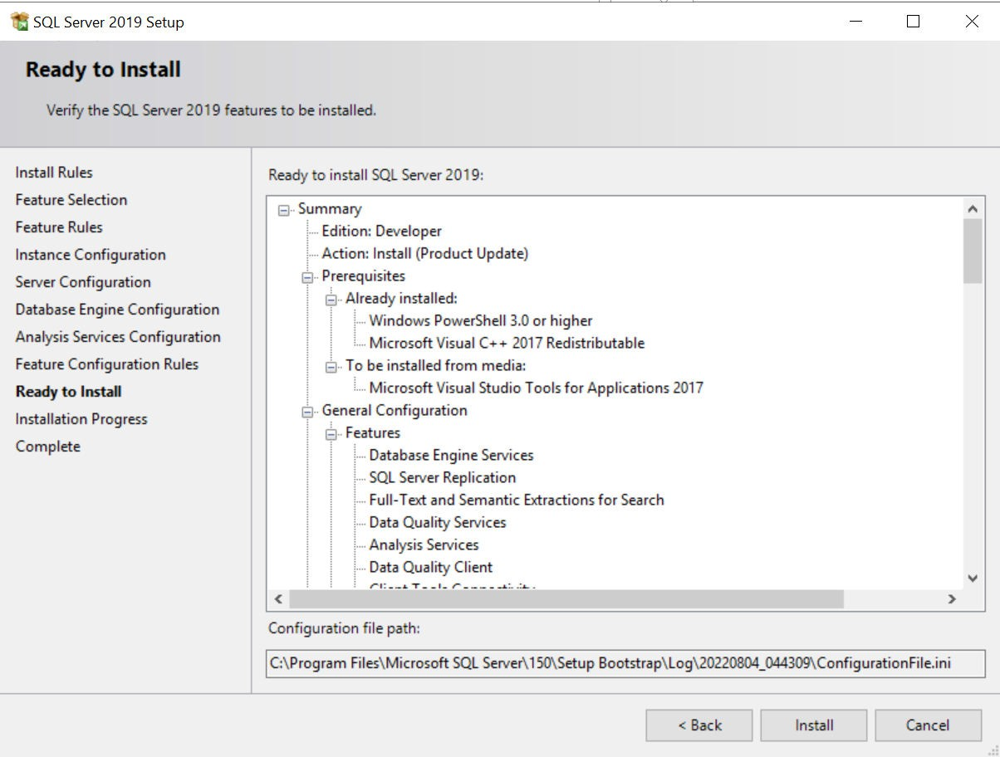 SQL Server 2019 Setup
Ready to Install
Verify the SQL Server 2019 features to be installed.
Install Rules
Feature Selection
Feature Rules
Instance Configuration
Server Configuration
Database Engine Configuration
Analysis Services Configuration
Feature Configuration Rules
Ready to Install
Installation Progress
Complete
Ready to install SQL Server 2019:
Summary
Edition: Developer
Action: Install (Product Update)
Prerequisites
Already installed:
Windows PowerShell 3.0 or higher
Microsoft Visual C++ 2017 Redistributable
To be installed from media:
Microsoft Visual Studio Tools for Applications 2017
General Configuration
Features
Database Engine Services
SQL Server Replication
Full-Text and Semantic Extractions for Search
Data Quality Services
Analysis Services
Data Quality Client
Client Tools Connectivity
Configuration file path:
C:\Program Files\Microsoft SQL Server\150\Setup Bootstrap\Log\20220804_044309\ConfigurationFile.ini
< Back
Install
Cancel